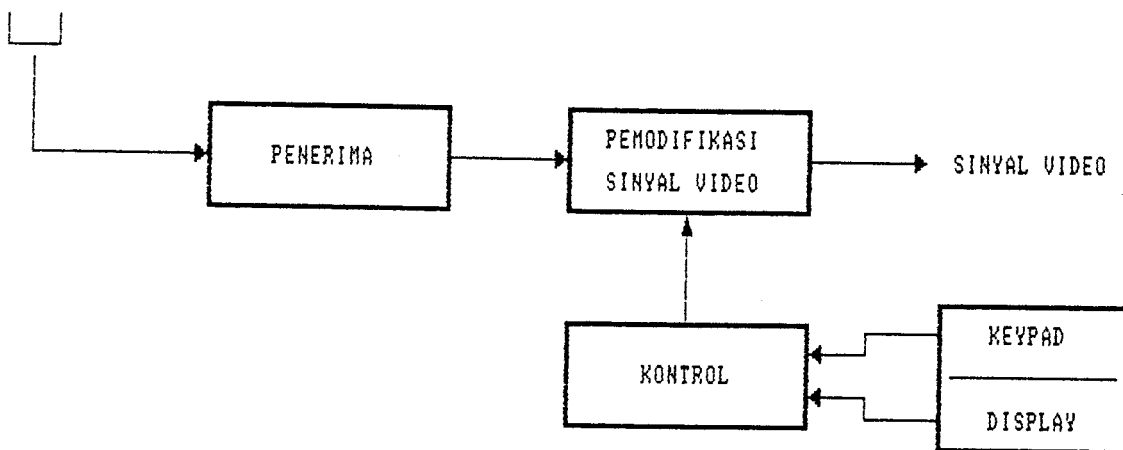 PENERIMA
PEMODIFIKASI
SINYAL VIDEO
SINYAL VIDEO
KONTROL
KEYPAD
DISPLAY